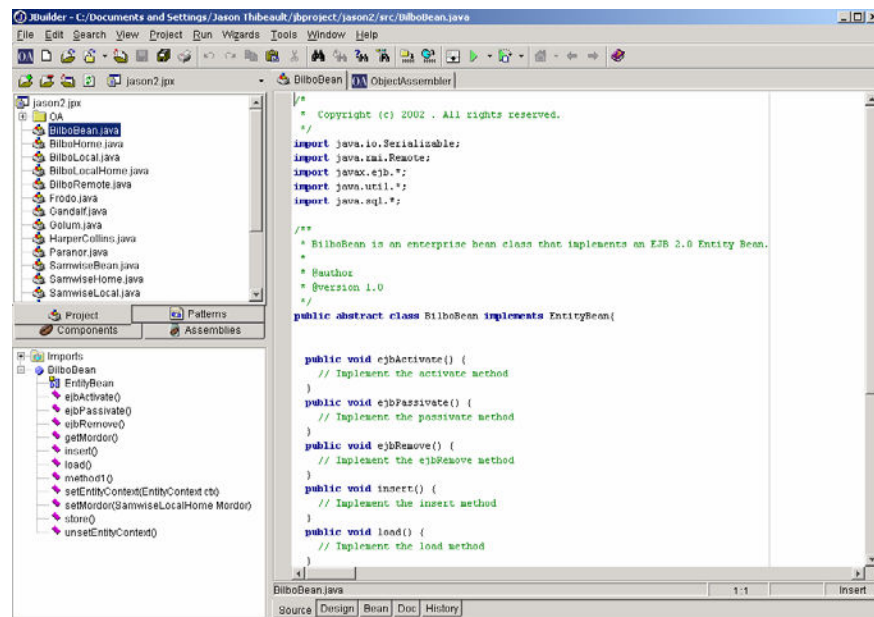 JBuilder - C:/Documents and Settings/Jason Thibeault/jbproject/jason2/src/BilboBean.java
File Edit Search View Project Run Wizards Tools Window Help
jason2.jpx
BilboBean ObjectAssembler
jason2.jpx
OA
BilboBean.java
BilboHome.java
BilboLocal.java
BilboLocalHome.java
BilboRemote.java
Frodo.java
Gandalf.java
Golum.java
HarperCollins.java
Paranor.java
SamwiseBean.java
SamwiseHome.java
SamwiseLocal.java
Project Patterns
Components Assemblies
Imports
BilboBean
EntityBean
ejbActivate()
ejbPassivate()
ejbRemove()
getMordor()
insert()
load()
method1()
setEntityContext(EntityContext ctx)
setMordor(SamwiseLocalHome Mordor)
store()
unsetEntityContext()
/*
* Copyright (c) 2002 . All rights reserved.
*/
import java.io.Serializable;
import java.rmi.Remote;
import javax.ejb.*;
import java.util.*;
import java.sql.*;
/**
* BilboBean is an enterprise bean class that implements an EJB 2.0 Entity Bean.
*
* @author
* @version 1.0
*/
public abstract class BilboBean implements EntityBean{
public void ejbActivate() {
// Implement the activate method
}
public void ejbPassivate() {
// Implement the passivate method
}
public void ejbRemove() {
// Implement the ejbRemove method
}
public void insert() {
// Implement the insert method
}
public void load() {
// Implement the load method
}
BilboBean.java 1:1 Insert
Source Design Bean Doc History